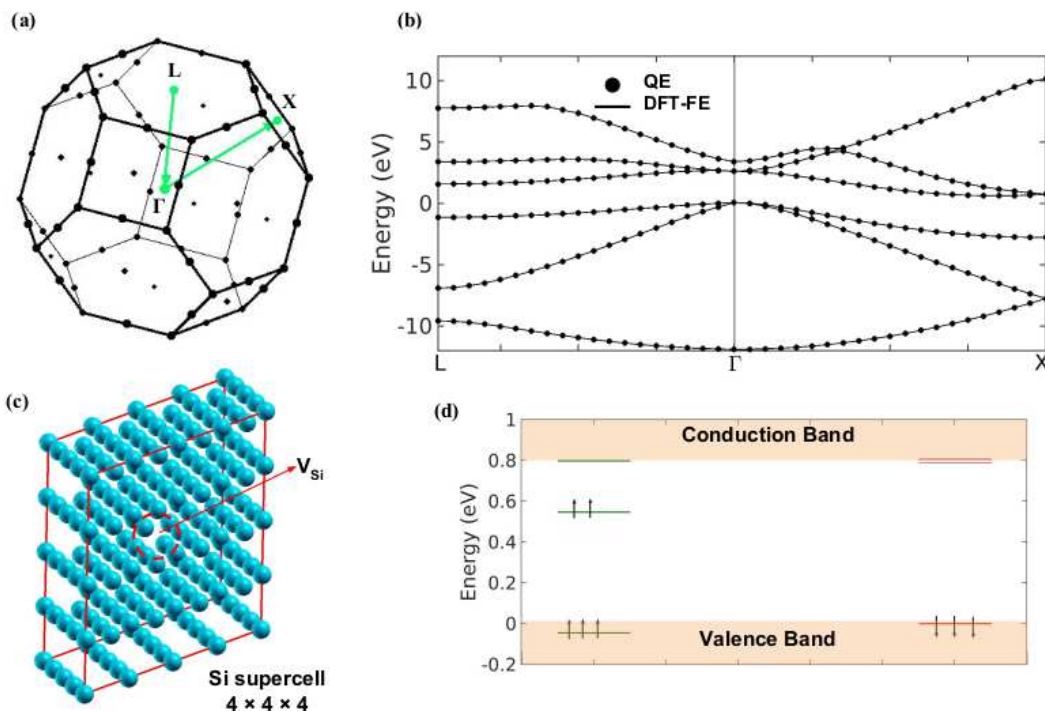 (a)
L
X
Γ
(b)
QE
DFT-FE
Energy (eV)
10
5
0
-5
-10
L
Γ
X
(c)
V_Si
Si supercell
4 × 4 × 4
(d)
Energy (eV)
1
0.8
0.6
0.4
0.2
0
-0.2
Conduction Band
Valence Band